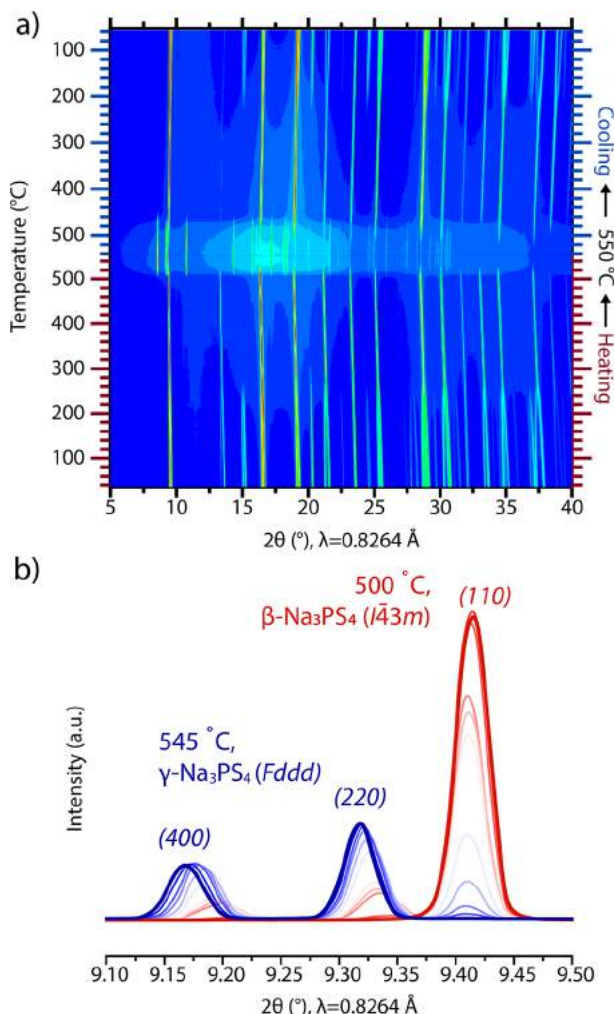 a)
Temperature (°C)
100
200
300
400
500
500
400
300
200
100
Cooling
550 °C
Heating
5 10 15 20 25 30 35 40
2θ (°), λ=0.8264 Å
b)
500 °C,
β-Na₃PS₄ (I4̄3m)
(110)
545 °C,
γ-Na₃PS₄ (Fddd)
(220)
(400)
Intensity (a.u.)
9.10 9.15 9.20 9.25 9.30 9.35 9.40 9.45 9.50
2θ (°), λ=0.8264 Å